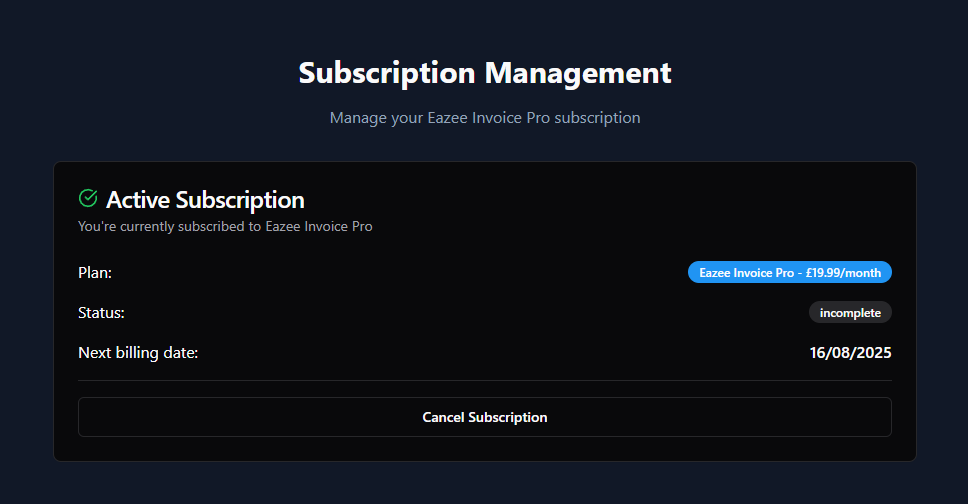 Subscription Management
Manage your Eazee Invoice Pro subscription
Active Subscription
You're currently subscribed to Eazee Invoice Pro
Plan: Eazee Invoice Pro - £19.99/month
Status: incomplete
Next billing date: 16/08/2025
Cancel Subscription